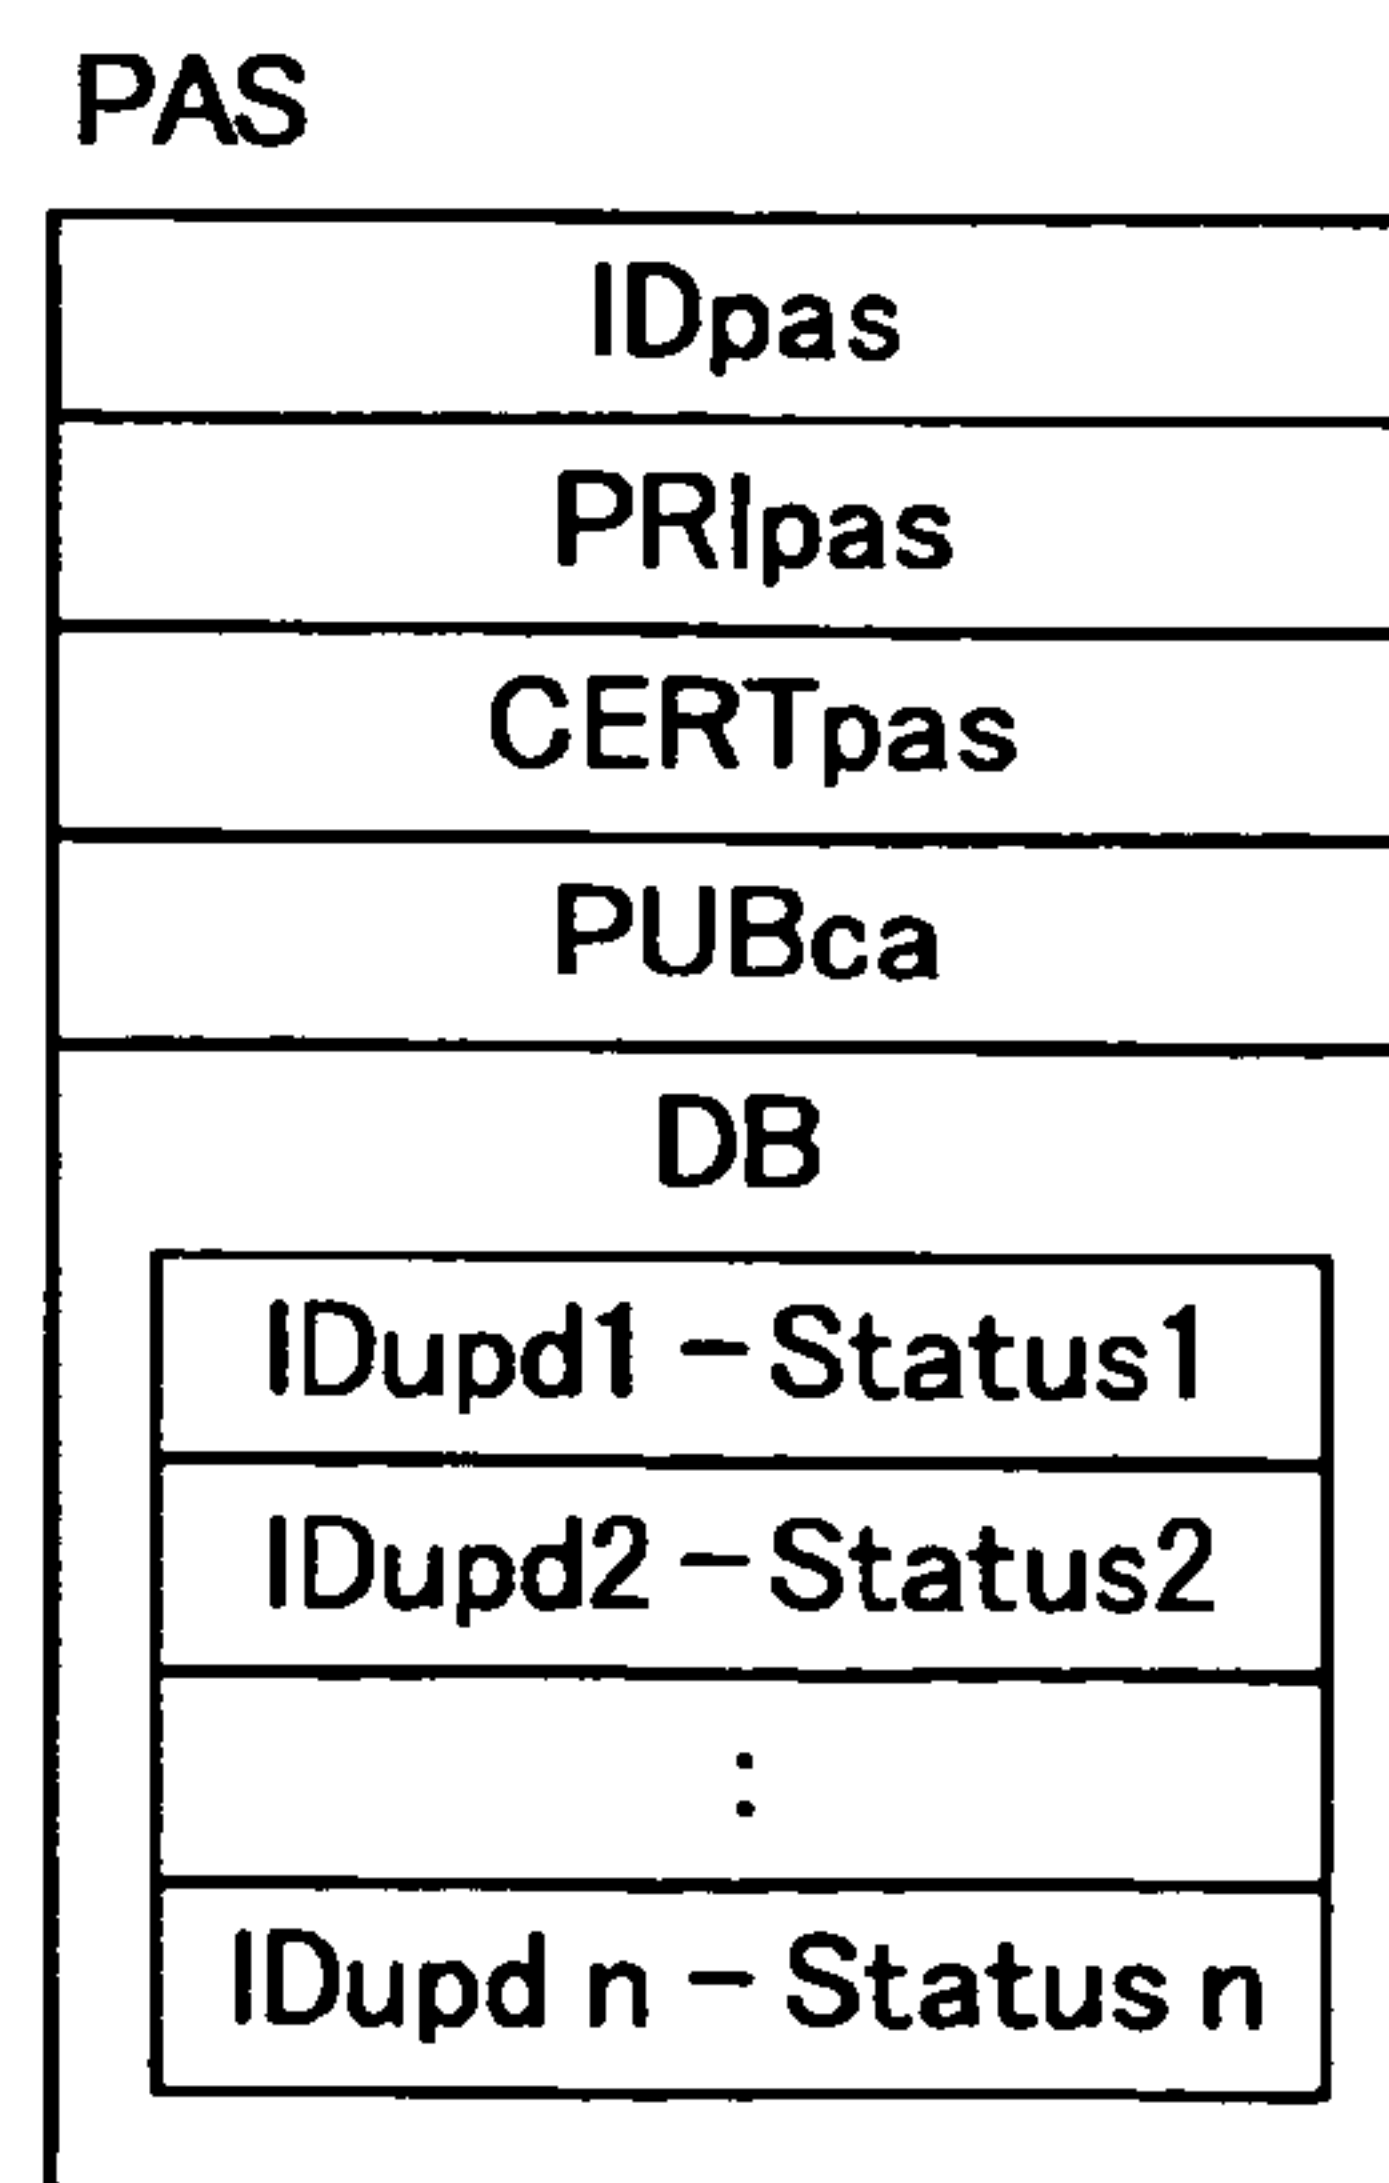 PAS
IDpas
PRIpas
CERTpas
PUBca
DB
IDupd1 – Status1
IDupd2 – Status2
:
IDupd n – Status n